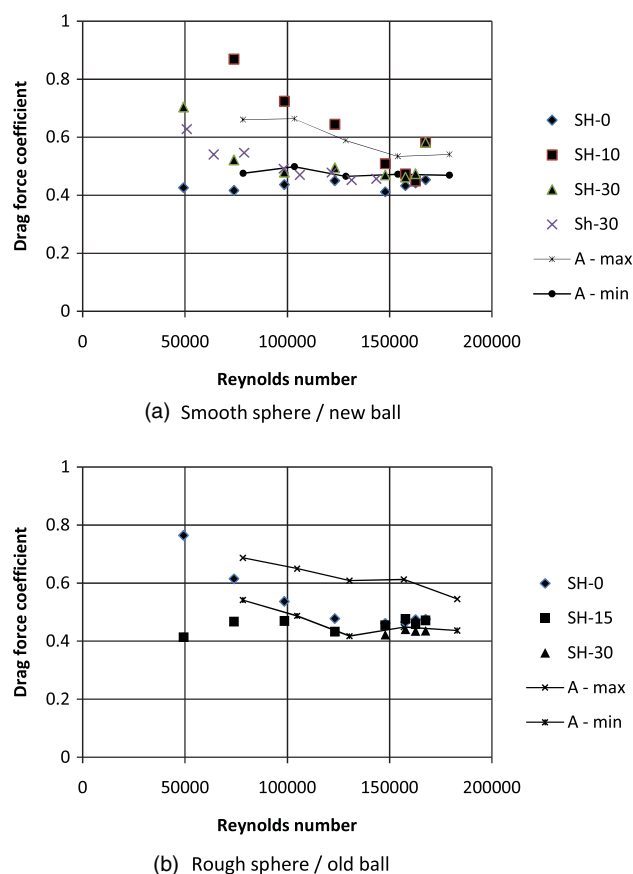 1
0.8
0.6
0.4
0.2
0
Drag force coefficient
0 50000 100000 150000 200000
Reynolds number
SH-0
SH-10
SH-30
Sh-30
A - max
A - min
(a) Smooth sphere / new ball
1
0.8
0.6
0.4
0.2
0
Drag force coefficient
0 50000 100000 150000 200000
Reynolds number
SH-0
SH-15
SH-30
A - max
A - min
(b) Rough sphere / old ball